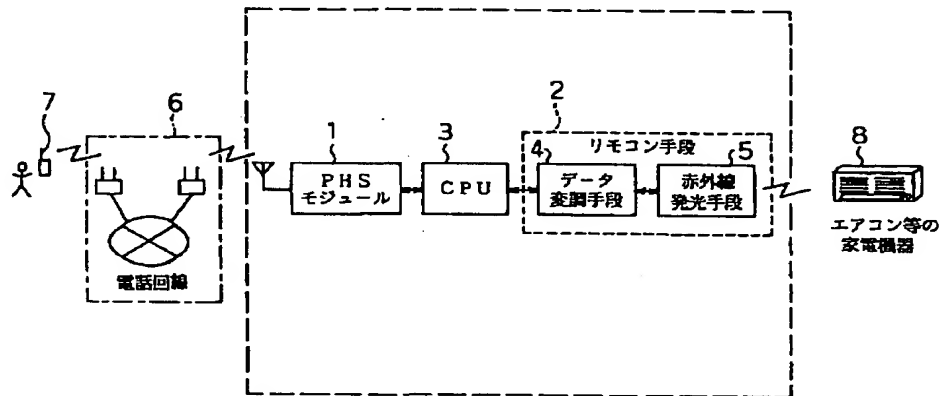 7
6
1
3
2
リモコン手段
4
5
8
PHS
モジュール
CPU
データ
変調手段
赤外線
発光手段
電話回線
エアコン等の
家電機器